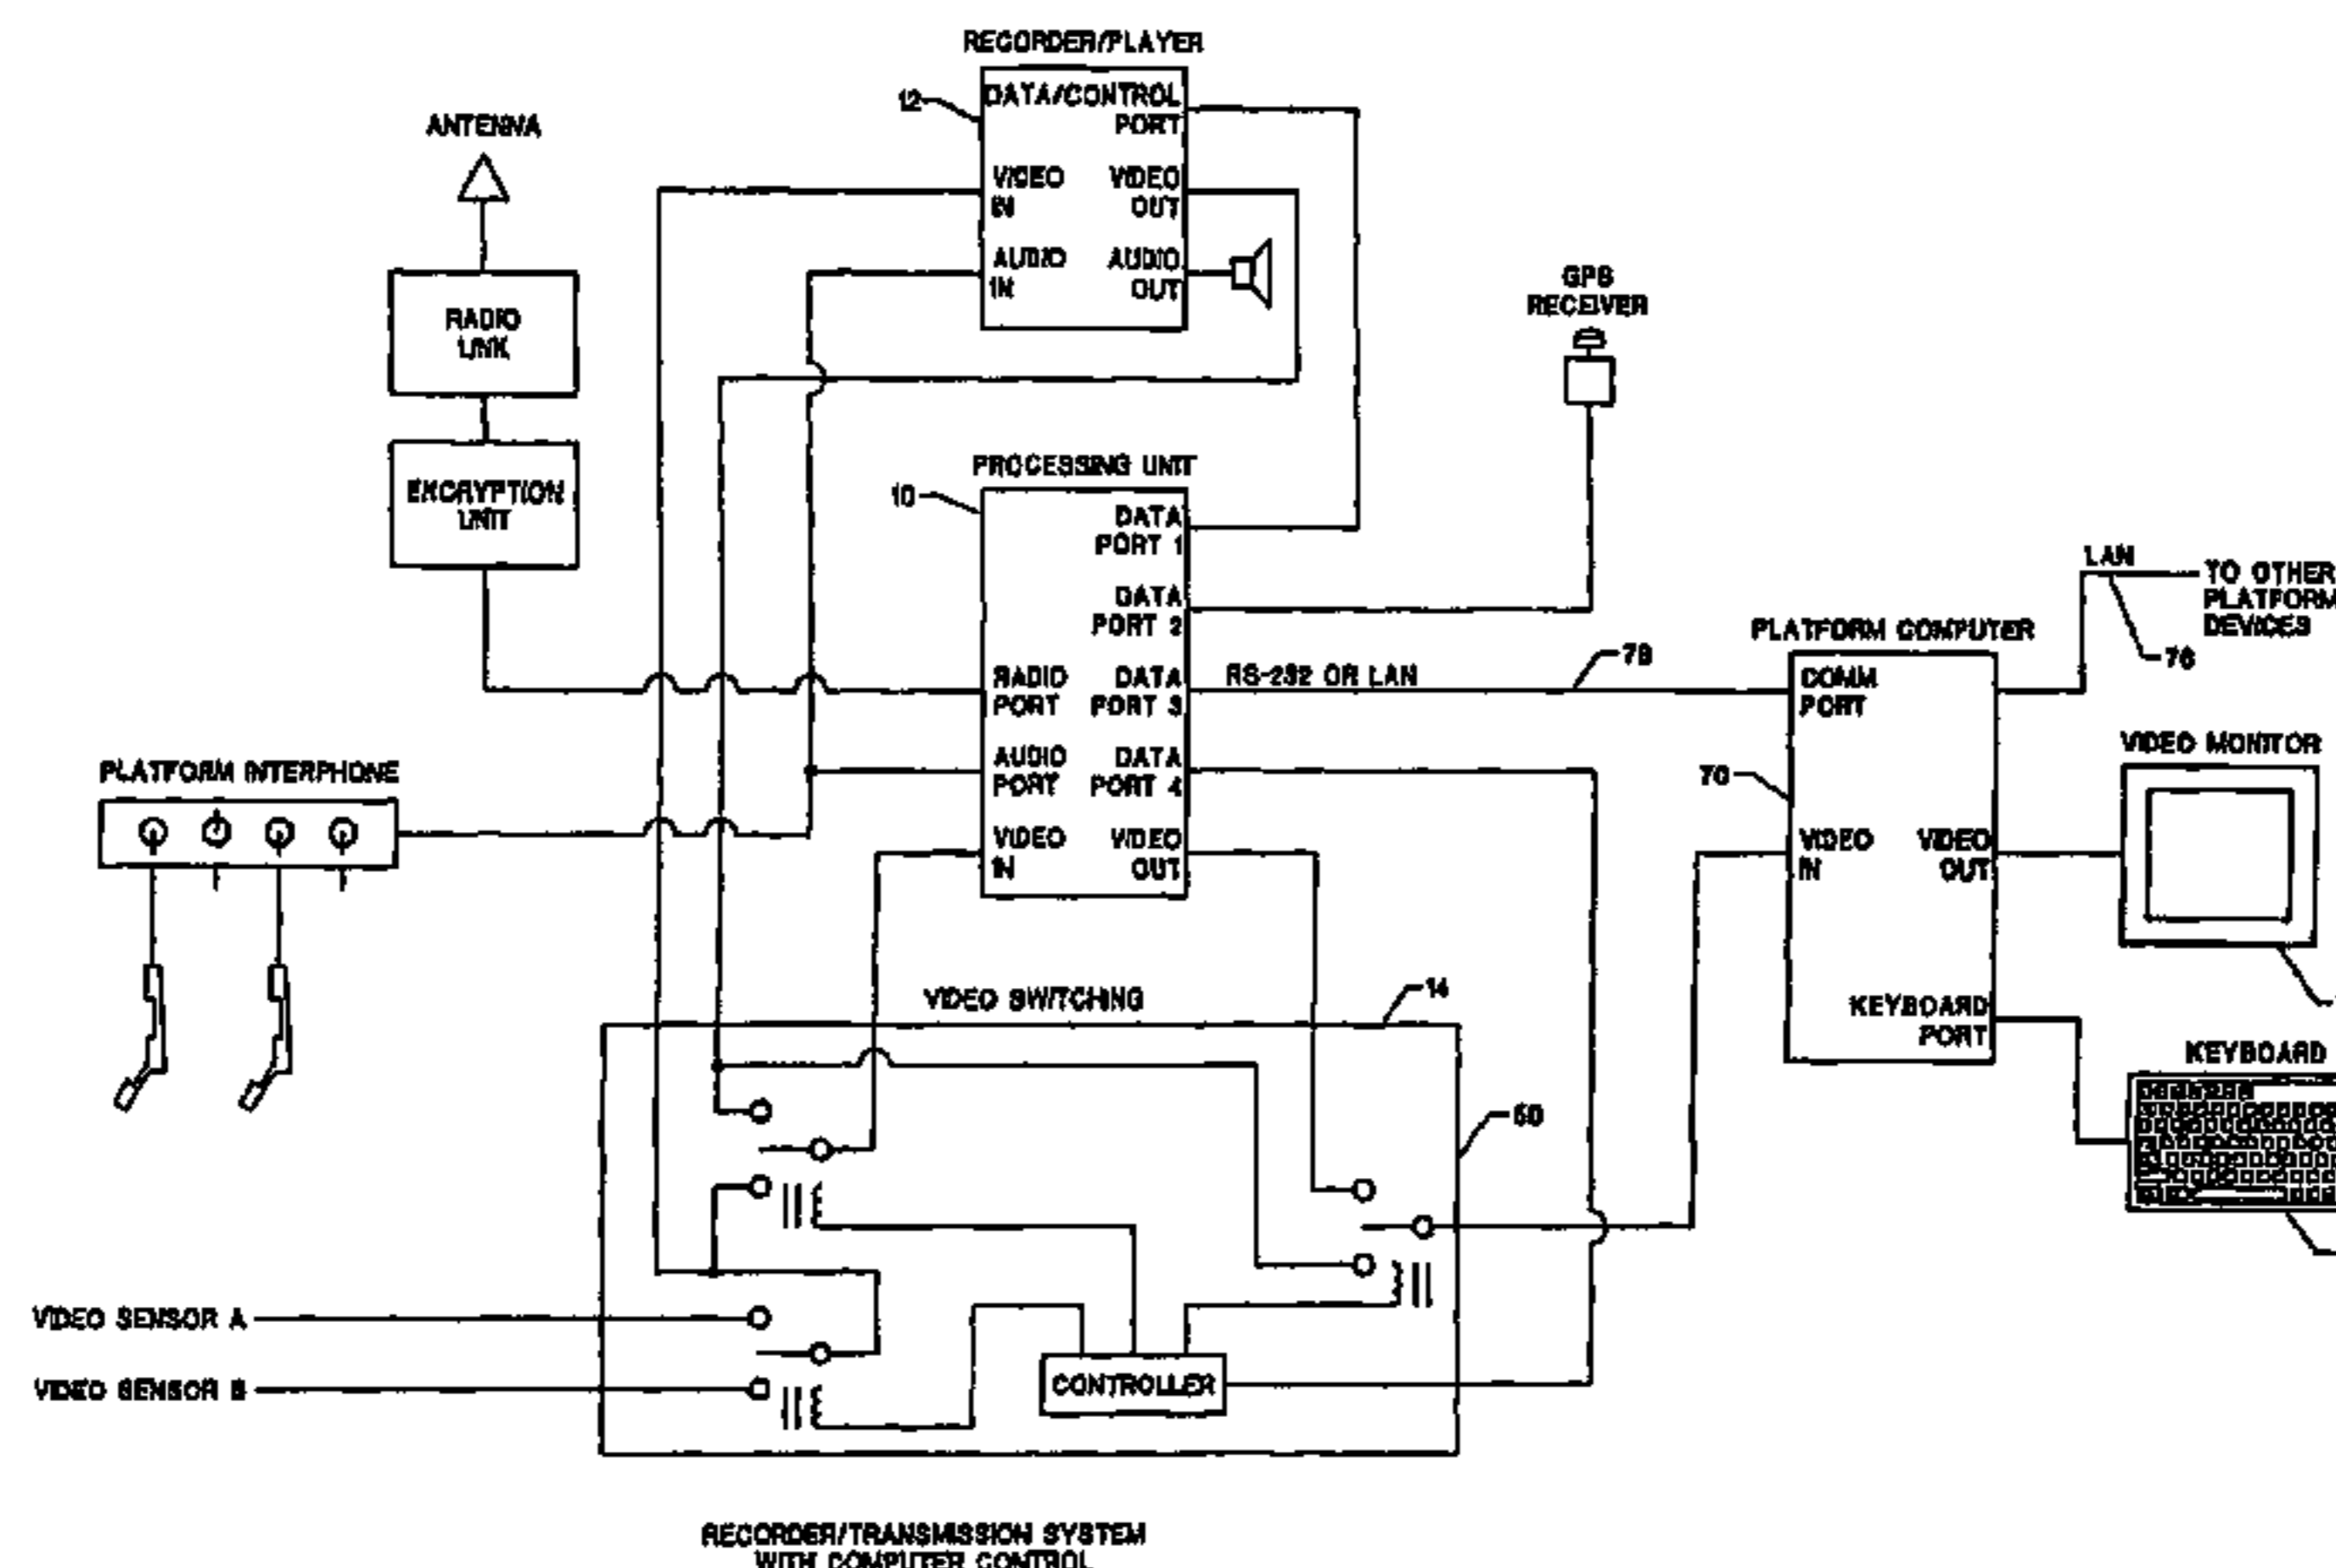 RECORDER/PLAYER
12
DATA/CONTROL
PORT
VIDEO
IN
VIDEO
OUT
AUDIO
IN
AUDIO
OUT
ANTENNA
RADIO
LINK
ENCRYPTION
UNIT
GPS
RECEIVER
PROCESSING UNIT
10
DATA
PORT 1
DATA
PORT 2
RADIO
PORT
DATA
PORT 3
AUDIO
PORT
DATA
PORT 4
VIDEO
IN
VIDEO
OUT
RS-232 OR LAN
78
LAN
TO OTHER
PLATFORM
DEVICES
76
PLATFORM COMPUTER
70
COMM
PORT
VIDEO
IN
VIDEO
OUT
KEYBOARD
PORT
VIDEO MONITOR
KEYBOARD
PLATFORM INTERPHONE
VIDEO SWITCHING
14
60
VIDEO SENSOR A
VIDEO SENSOR B
CONTROLLER
RECORDER/TRANSMISSION SYSTEM
WITH COMPUTER CONTROL